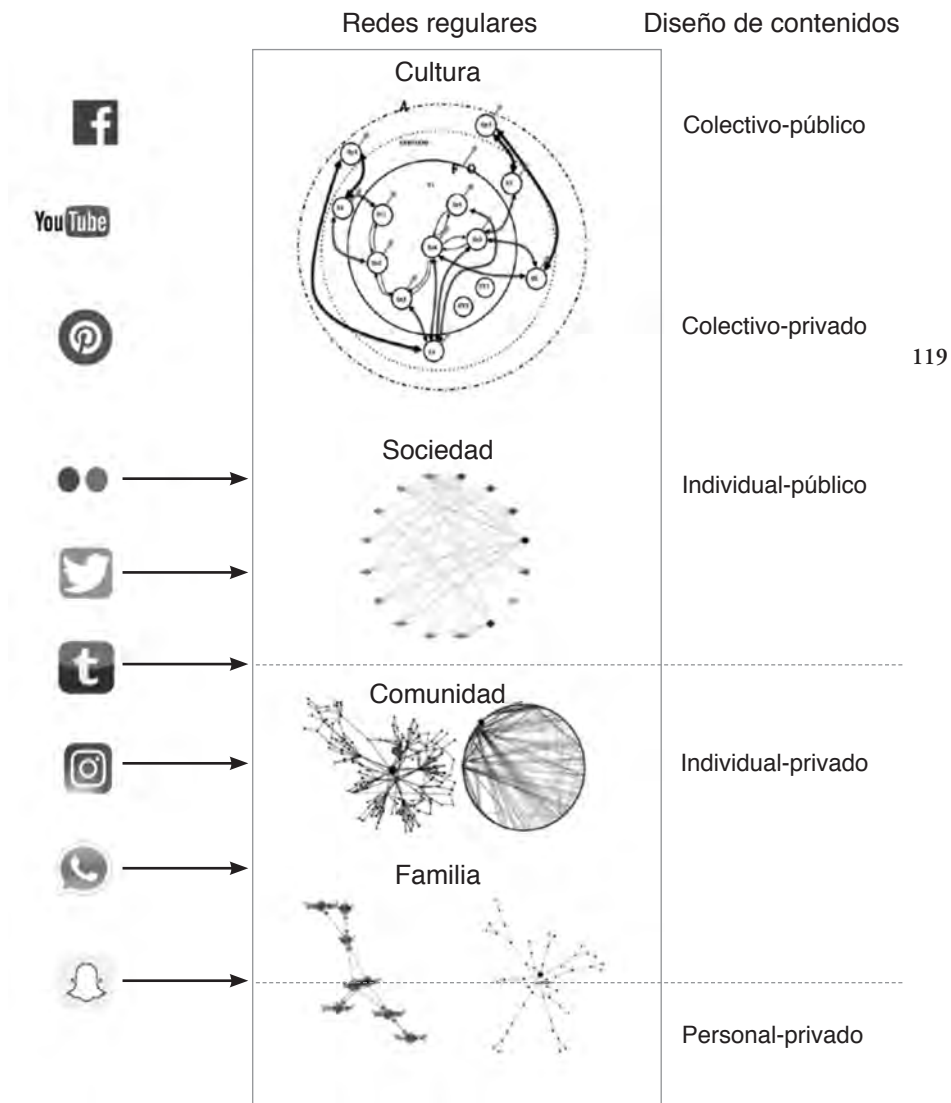 Redes regulares
Diseño de contenidos
Cultura
A
f
Colectivo-público
F O
You Tube
Colectivo-privado
119
Sociedad
Individual-público
t
Comunidad
Individual-privado
Familia
Personal-privado